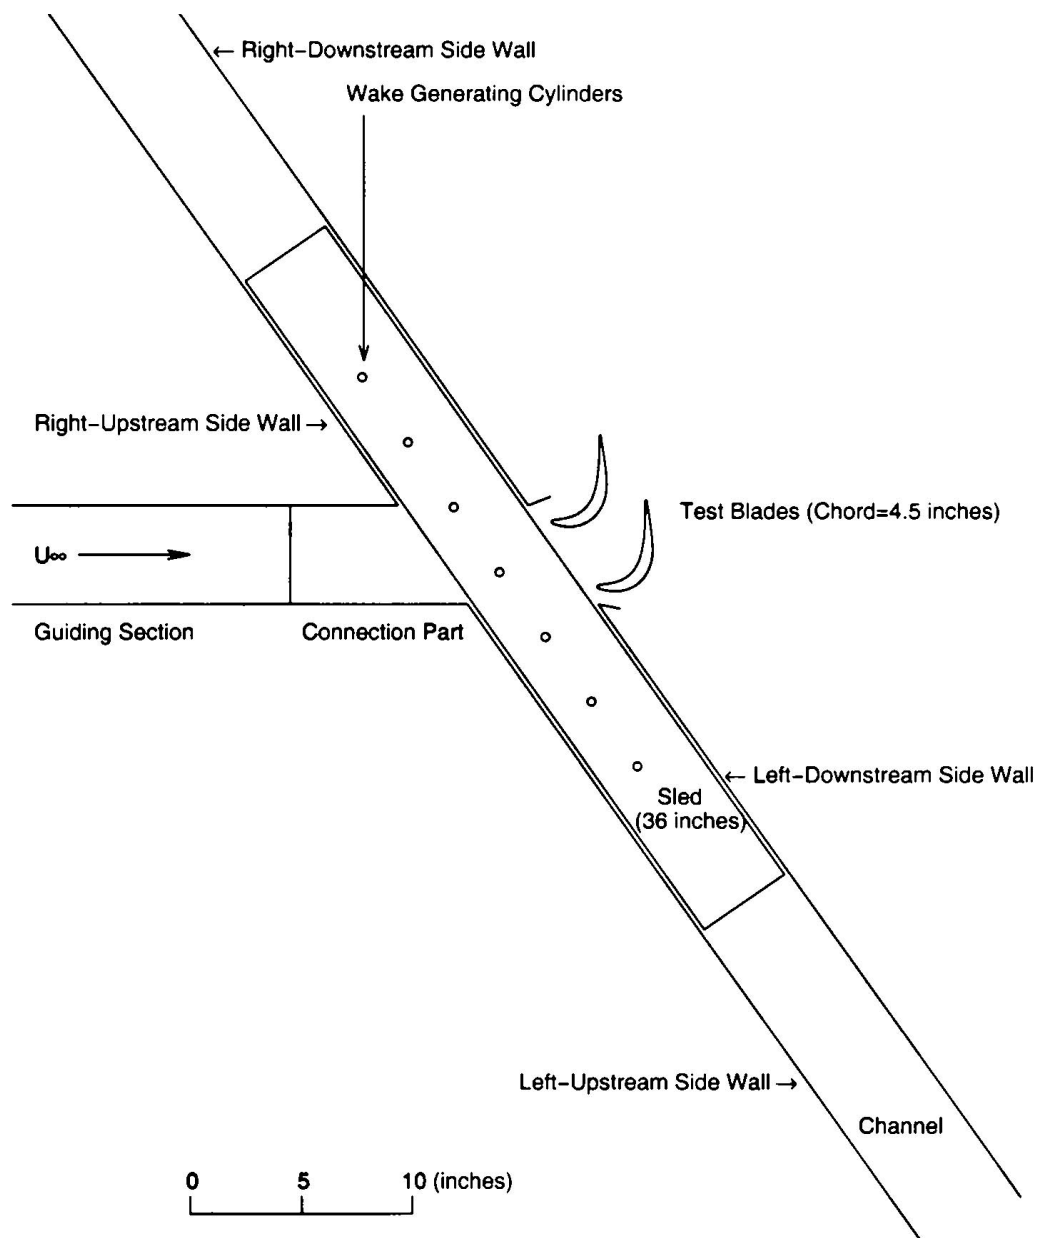 ← Right-Downstream Side Wall
Wake Generating Cylinders
Right-Upstream Side Wall →
Test Blades (Chord=4.5 inches)
U∞
Guiding Section
Connection Part
← Left-Downstream Side Wall
Sled
(36 inches)
Left-Upstream Side Wall →
Channel
0 5 10 (inches)